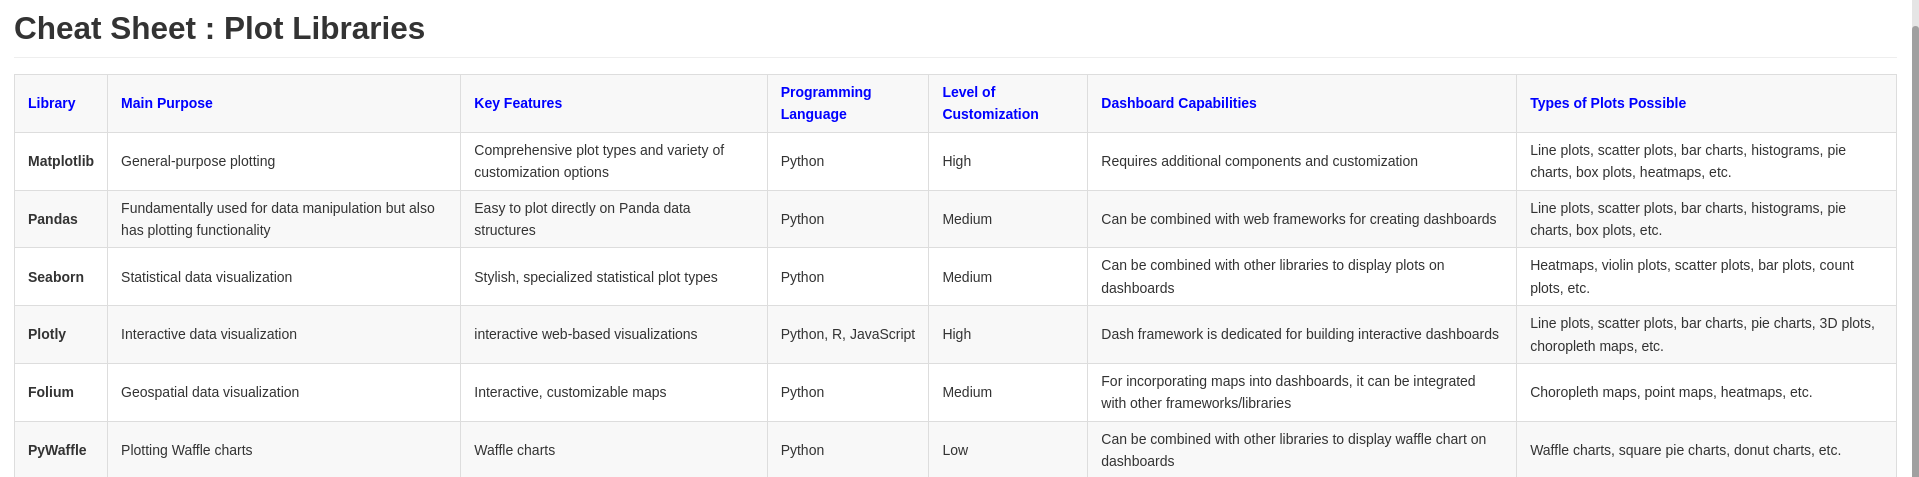 Cheat Sheet : Plot Libraries
Library
Main Purpose
Key Features
Programming
Language
Level of
Customization
Dashboard Capabilities
Types of Plots Possible
Matplotlib
General-purpose plotting
Comprehensive plot types and variety of
customization options
Python
High
Requires additional components and customization
Line plots, scatter plots, bar charts, histograms, pie
charts, box plots, heatmaps, etc.
Pandas
Fundamentally used for data manipulation but also
has plotting functionality
Easy to plot directly on Panda data
structures
Python
Medium
Can be combined with web frameworks for creating dashboards
Line plots, scatter plots, bar charts, histograms, pie
charts, box plots, etc.
Seaborn
Statistical data visualization
Stylish, specialized statistical plot types
Python
Medium
Can be combined with other libraries to display plots on
dashboards
Heatmaps, violin plots, scatter plots, bar plots, count
plots, etc.
Plotly
Interactive data visualization
interactive web-based visualizations
Python, R, JavaScript
High
Dash framework is dedicated for building interactive dashboards
Line plots, scatter plots, bar charts, pie charts, 3D plots,
choropleth maps, etc.
Folium
Geospatial data visualization
Interactive, customizable maps
Python
Medium
For incorporating maps into dashboards, it can be integrated
with other frameworks/libraries
Choropleth maps, point maps, heatmaps, etc.
PyWaffle
Plotting Waffle charts
Waffle charts
Python
Low
Can be combined with other libraries to display waffle chart on
dashboards
Waffle charts, square pie charts, donut charts, etc.